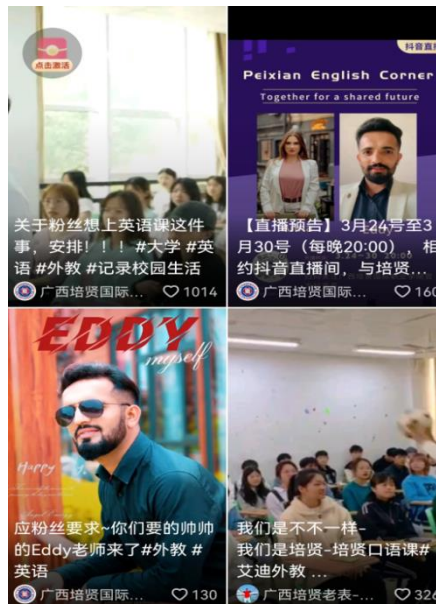 点击激活
关于粉丝想上英语课这件
事，安排！！！#大学 #英
语 #外教 #记录校园生活
广西培贤国际...
1014
抖音直
Peixian English Corner
Together for a shared future
3.24-30 20:00
【直播预告】3月24号至3
月30号（每晚20:00），相
约抖音直播间，与培贤...
广西培贤国际...
160
EDDY
myself
Happy
应粉丝要求~你们要的帅帅
的Eddy老师来了#外教 #
英语
广西培贤国际...
130
我们是不不一样-
我们是培贤-培贤口语课#
艾迪外教 ...
广西培贤老表-...
326